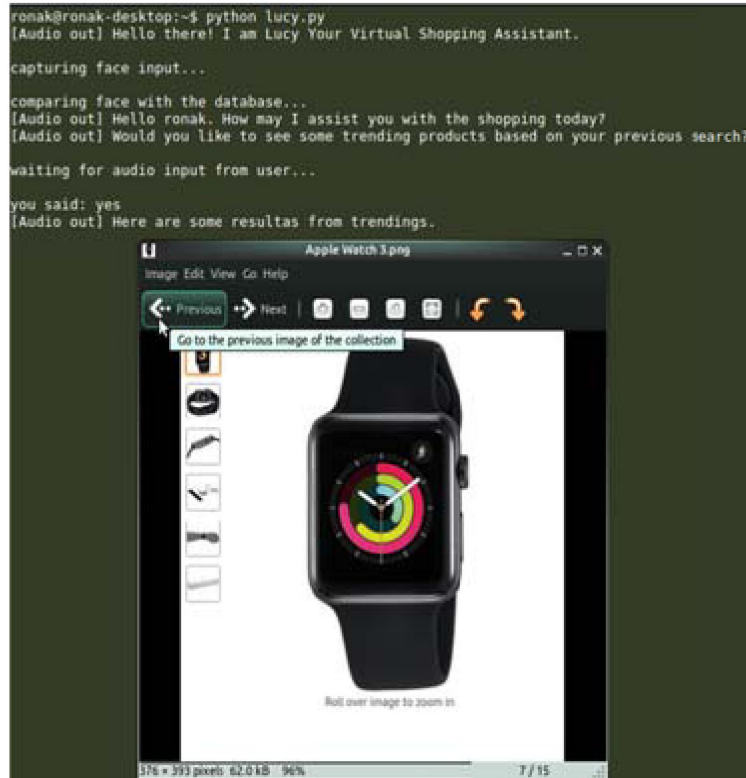 ronak@ronak-desktop:~$ python lucy.py
[Audio out] Hello there! I am Lucy Your Virtual Shopping Assistant.
capturing face input...
comparing face with the database...
[Audio out] Hello ronak. How may I assist you with the shopping today?
[Audio out] Would you like to see some trending products based on your previous search?
waiting for audio input from user...
you said: yes
[Audio out] Here are some resultas from trendings.
Apple Watch 3.png
Image Edit View Go Help
Previous Next
Go to the previous image of the collection
Roll over image to zoom in
376 × 393 pixels 62.0 kB 96% 7 / 15